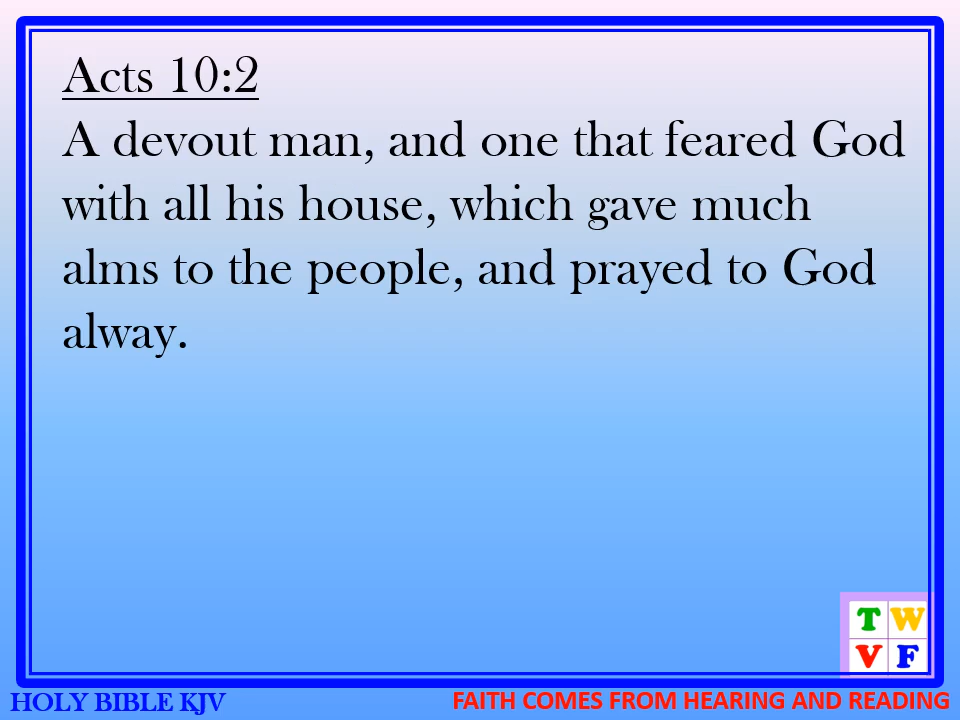 Acts 10:2
A devout man, and one that feared God
with all his house, which gave much
alms to the people, and prayed to God
alway.
T W
V F
HOLY BIBLE KJV
FAITH COMES FROM HEARING AND READING